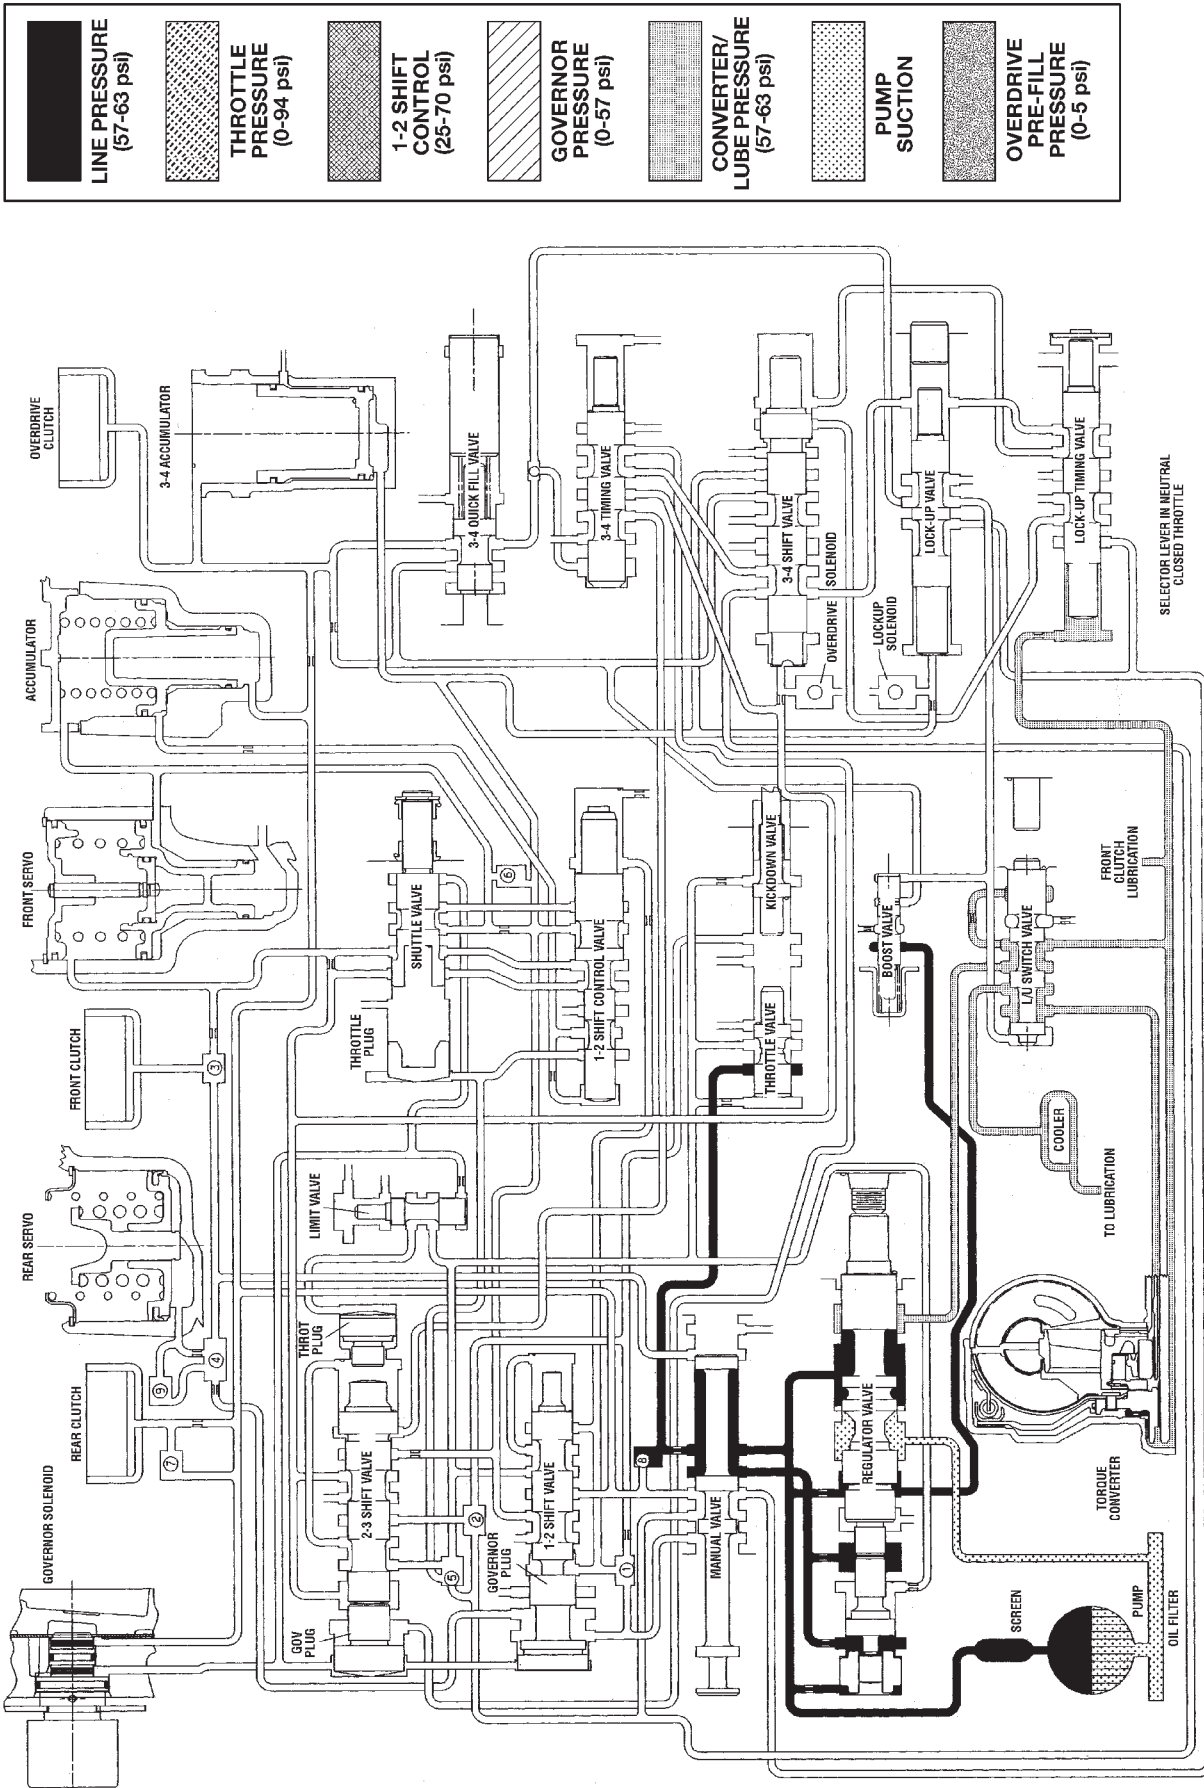 LINE PRESSURE
(57-63 psi)
THROTTLE
PRESSURE
(0-94 psi)
1-2 SHIFT
CONTROL
(25-70 psi)
GOVERNOR
PRESSURE
(0-57 psi)
CONVERTER/
LUBE PRESSURE
(57-63 psi)
PUMP
SUCTION
OVERDRIVE
PRE-FILL
PRESSURE
(0-5 psi)
GOVERNOR SOLENOID
REAR CLUTCH
REAR SERVO
FRONT CLUTCH
FRONT SERVO
ACCUMULATOR
OVERDRIVE
CLUTCH
3-4 ACCUMULATOR
7
9
4
3
GOV
PLUG
2-3 SHIFT VALVE
THROT
PLUG
LIMIT VALVE
THROTTLE
PLUG
SHUTTLE VALVE
3-4 QUICK FILL VALVE
5
2
6
GOVERNOR
PLUG
1-2 SHIFT VALVE
1-2 SHIFT CONTROL VALVE
3-4 TIMING VALVE
1
8
MANUAL VALVE
THROTTLE VALVE
KICKDOWN VALVE
3-4 SHIFT VALVE
OVERDRIVE
SOLENOID
REGULATOR VALVE
BOOST VALVE
LOCKUP
SOLENOID
LOCK-UP VALVE
SCREEN
L/U SWITCH VALVE
LOCK-UP TIMING VALVE
COOLER
TO LUBRICATION
FRONT
CLUTCH
LUBRICATION
TORQUE
CONVERTER
PUMP
OIL FILTER
SELECTOR LEVER IN NEUTRAL
CLOSED THROTTLE